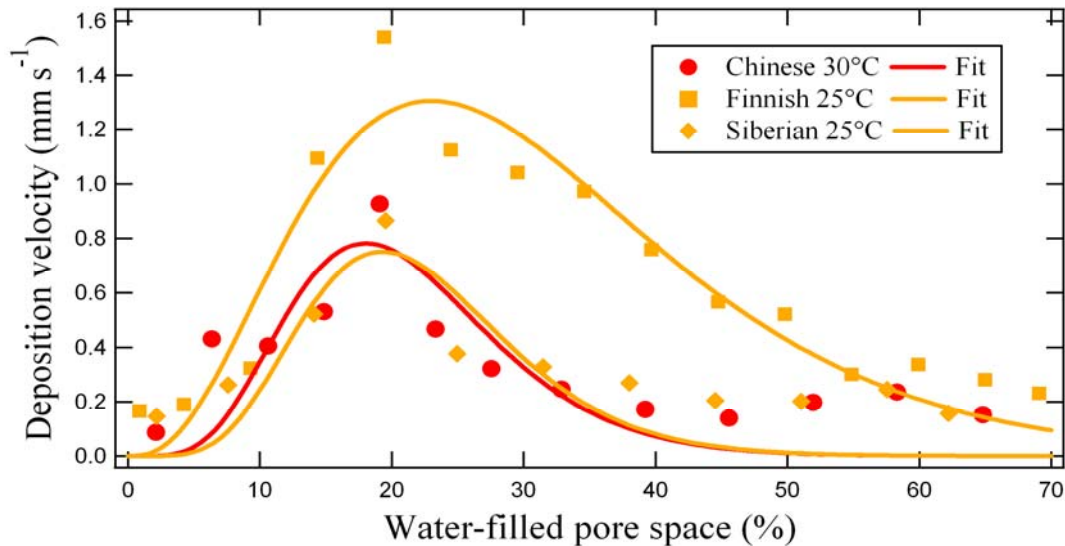 1.6
1.4
1.2
1.0
0.8
0.6
0.4
0.2
0.0
Deposition velocity (mm s⁻¹)
Chinese 30°C Fit
Finnish 25°C Fit
Siberian 25°C Fit
0 10 20 30 40 50 60 70
Water-filled pore space (%)